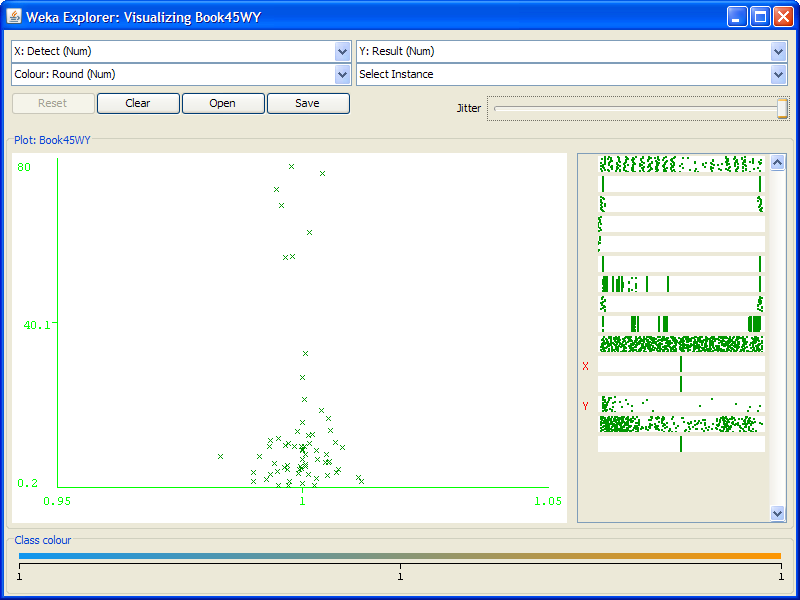 Weka Explorer: Visualizing Book45WY
X: Detect (Num) Y: Result (Num)
Colour: Round (Num) Select Instance
Reset Clear Open Save Jitter
Plot: Book45WY
80
40.1
0.2
0.95 1 1.05
X
Y
Class colour
1 1 1